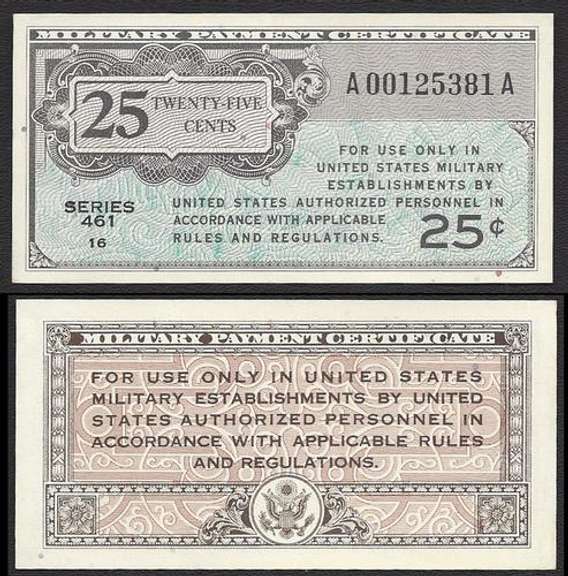 MILITARY PAYMENT CERTIFICATE
A00125381A
25 TWENTY-FIVE
CENTS
FOR USE ONLY IN
UNITED STATES MILITARY
ESTABLISHMENTS BY
UNITED STATES AUTHORIZED PERSONNEL IN
ACCORDANCE WITH APPLICABLE
RULES AND REGULATIONS.
SERIES
461
16
25¢
MILITARY PAYMENT CERTIFICATE
FOR USE ONLY IN UNITED STATES
MILITARY ESTABLISHMENTS BY UNITED
STATES AUTHORIZED PERSONNEL IN
ACCORDANCE WITH APPLICABLE RULES
AND REGULATIONS.